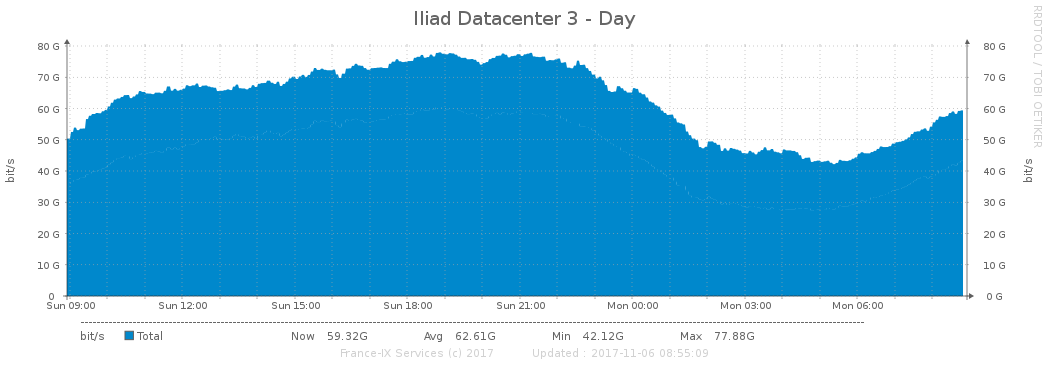 Iliad Datacenter 3 - Day
RRDTOOL / TOBI OETIKER
80 G 80 G
70 G 70 G
60 G 60 G
50 G 50 G
40 G 40 G
30 G 30 G
20 G 20 G
10 G 10 G
0 0 G
bit/s
bit/s
Sun 09:00 Sun 12:00 Sun 15:00 Sun 18:00 Sun 21:00 Mon 00:00 Mon 03:00 Mon 06:00
bit/s Total Now 59.32G Avg 62.61G Min 42.12G Max 77.88G
France-IX Services (c) 2017 Updated : 2017-11-06 08:55:09